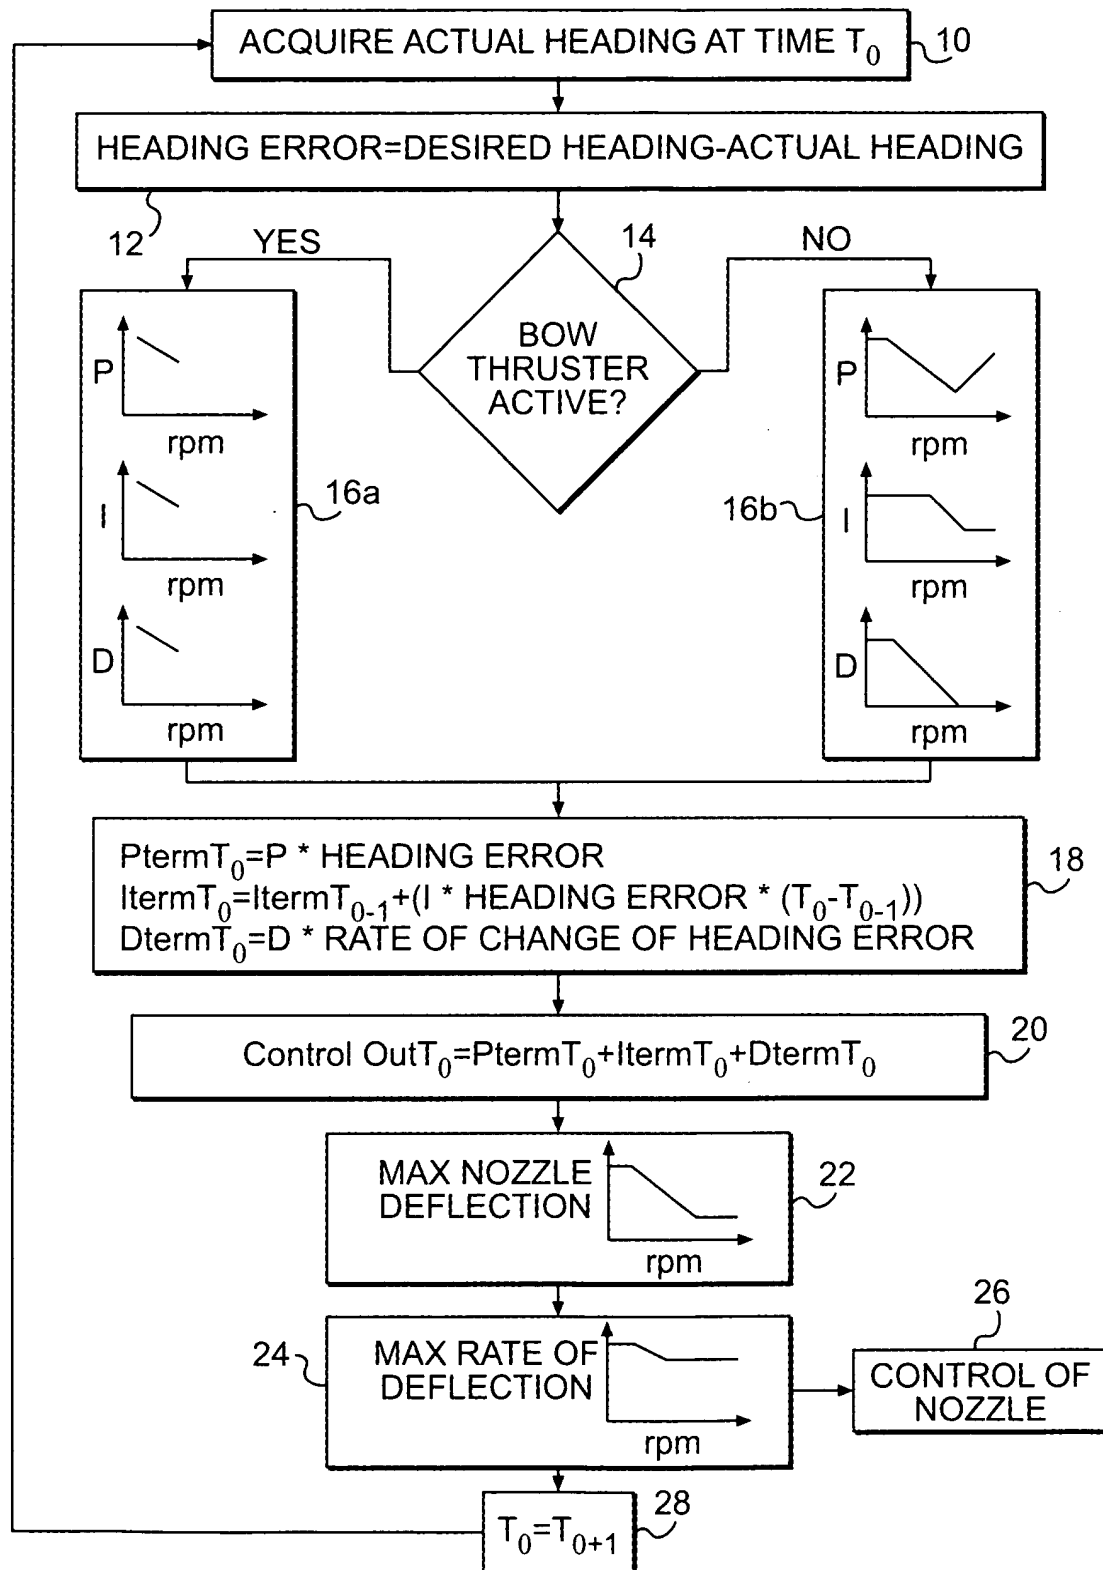 ACQUIRE ACTUAL HEADING AT TIME T0
10
HEADING ERROR=DESIRED HEADING-ACTUAL HEADING
12
YES
14
NO
BOW
THRUSTER
ACTIVE?
P
rpm
I
rpm
D
rpm
16a
P
rpm
I
rpm
D
rpm
16b
PtermT0=P * HEADING ERROR
ItermT0=ItermT0-1+(I * HEADING ERROR * (T0-T0-1))
DtermT0=D * RATE OF CHANGE OF HEADING ERROR
18
Control OutT0=PtermT0+ItermT0+DtermT0
20
MAX NOZZLE
DEFLECTION
rpm
22
24
MAX RATE OF
DEFLECTION
rpm
26
CONTROL OF
NOZZLE
T0=T0+1
28